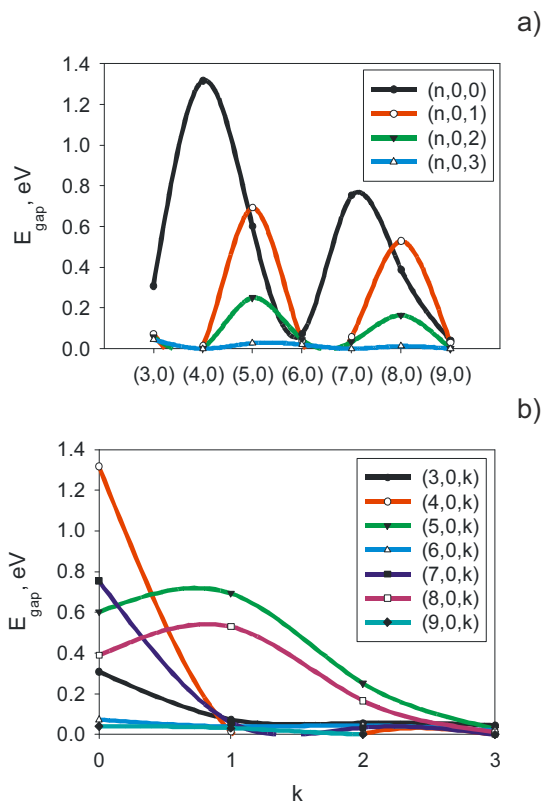 a)
1.4
1.2
1.0
0.8
0.6
0.4
0.2
0.0
E_gap, eV
(n,0,0)
(n,0,1)
(n,0,2)
(n,0,3)
(3,0) (4,0) (5,0) (6,0) (7,0) (8,0) (9,0)
b)
1.4
1.2
1.0
0.8
0.6
0.4
0.2
0.0
E_gap, eV
(3,0,k)
(4,0,k)
(5,0,k)
(6,0,k)
(7,0,k)
(8,0,k)
(9,0,k)
0 1 2 3
k